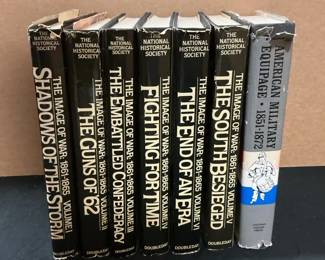 THE
NATIONAL
HISTORICAL
SOCIETY
THE IMAGE OF WAR: 1861-1865 VOLUME I
SHADOWS OF THE STORM
THE
NATIONAL
HISTORICAL
SOCIETY
THE IMAGE OF WAR: 1861-1865 VOLUME II
THE GUNS OF '62
DOUBLEDAY
THE
NATIONAL
HISTORICAL
SOCIETY
THE IMAGE OF WAR: 1861-1865 VOLUME III
THE EMBATTLED CONFEDERACY
DOUBLEDAY
THE
NATIONAL
HISTORICAL
SOCIETY
THE IMAGE OF WAR: 1861-1865 VOLUME IV
FIGHTING FOR TIME
DOUBLEDAY
THE
NATIONAL
HISTORICAL
SOCIETY
THE IMAGE OF WAR: 1861-1865 VOLUME VI
THE END OF AN ERA
DOUBLEDAY
THE
NATIONAL
HISTORICAL
SOCIETY
THE IMAGE OF WAR: 1861-1865 VOLUME V
THE SOUTH BESIEGED
DOUBLEDAY
AMERICAN MILITARY
EQUIPAGE • 1851-1872